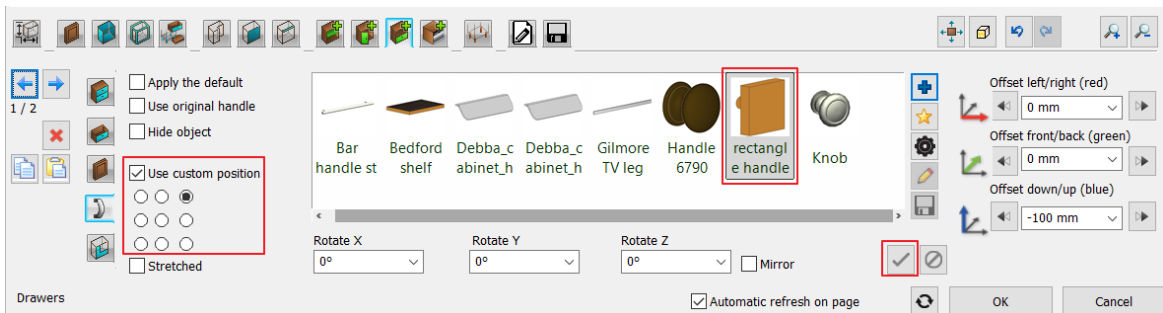 1 / 2
Apply the default
Use original handle
Hide object
Use custom position
Stretched
Bar
handle st
Bedford
shelf
Debba_c
abinet_h
Debba_c
abinet_h
Gilmore
TV leg
Handle
6790
rectangl
e handle
Knob
Rotate X
0°
Rotate Y
0°
Rotate Z
0°
Mirror
Offset left/right (red)
0 mm
Offset front/back (green)
0 mm
Offset down/up (blue)
-100 mm
Drawers
Automatic refresh on page
OK
Cancel